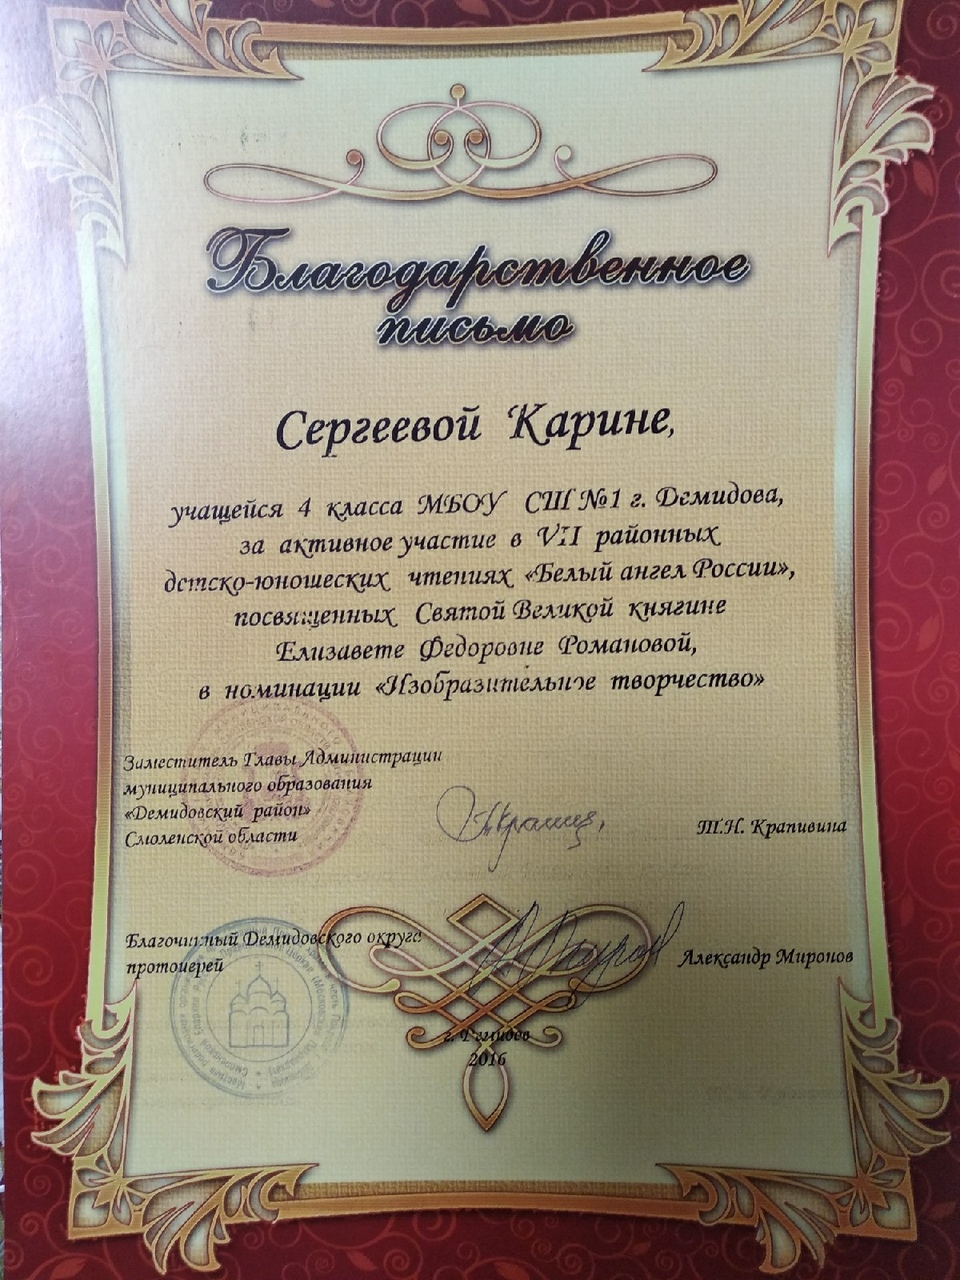 Благодарственное
письмо
Сергеевой Карине,
учащейся 4 класса МБОУ СШ №1 г. Демидова,
за активное участие в VII районных
детско-юношеских чтениях «Белый ангел России»,
посвященных Святой Великой княгине
Елизавете Федоровне Романовой,
в номинации «Изобразительное творчество»
Заместитель Главы Администрации
муниципального образования
«Демидовский район»
Смоленской области
Т.Н. Крапивина
Благочинный Демидовского округа
протоиерей
Александр Миронов
г. Демидов
2016